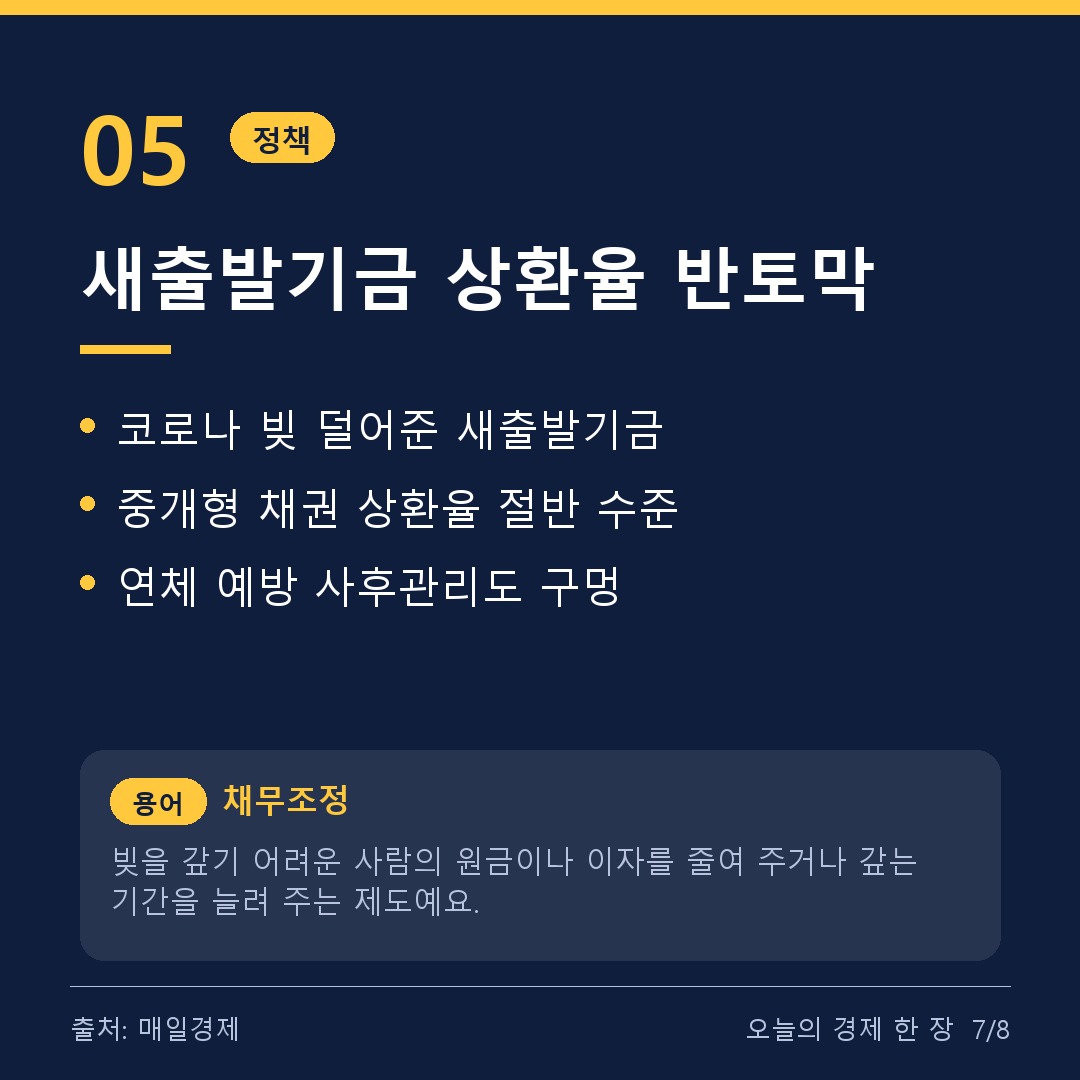 05 정책
새출발기금 상환율 반토막
코로나 빚 덜어준 새출발기금
중개형 채권 상환율 절반 수준
연체 예방 사후관리도 구멍
용어 채무조정
빚을 갚기 어려운 사람의 원금이나 이자를 줄여 주거나 갚는
기간을 늘려 주는 제도예요.
출처: 매일경제
오늘의 경제 한 장 7/8